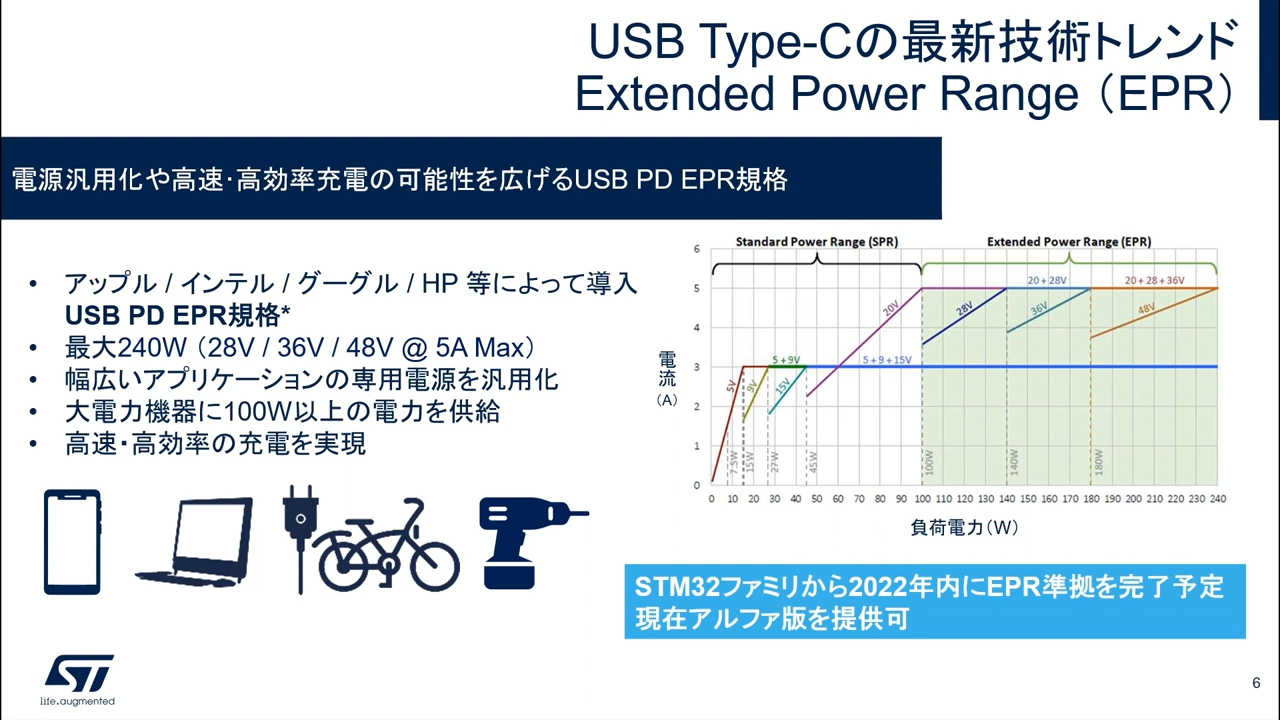 USB Type-Cの最新技術トレンド
Extended Power Range（EPR）
電源汎用化や高速･高効率充電の可能性を広げるUSB PD EPR規格
• アップル / インテル / グーグル / HP 等によって導入
USB PD EPR規格*
• 最大240W（28V / 36V / 48V @ 5A Max）
• 幅広いアプリケーションの専用電源を汎用化
• 大電力機器に100W以上の電力を供給
• 高速・高効率の充電を実現
Standard Power Range (SPR)
Extended Power Range (EPR)
6
5
4
3
2
1
0
電流
(A)
20 + 28V
20 + 28 + 36V
20V
28V
36V
48V
5 + 9V
5 + 9 + 15V
5V
9V
15V
7.5W
15W
27W
45W
100W
140W
180W
0 10 20 30 40 50 60 70 80 90 100 110 120 130 140 150 160 170 180 190 200 210 220 230 240
負荷電力（W）
STM32ファミリから2022年内にEPR準拠を完了予定
現在アルファ版を提供可
ST
life.augmented
6